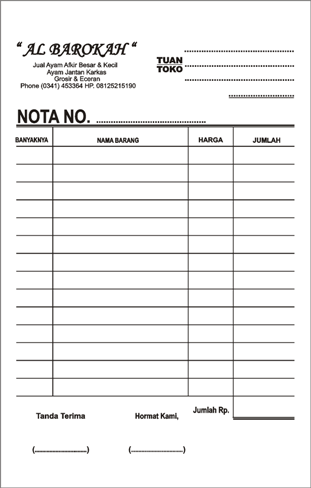 " AL BAROKAH "
Jual Ayam Afkir Besar & Kecil
Ayam Jantan Karkas
Grosir & Eceran
Phone (0341) 453364 HP. 08125215190
TUAN
TOKO
NOTA NO. ...........................................
BANYAKNYA NAMA BARANG HARGA JUMLAH
Jumlah Rp.
Tanda Terima Hormat Kami,
(......................) (......................)